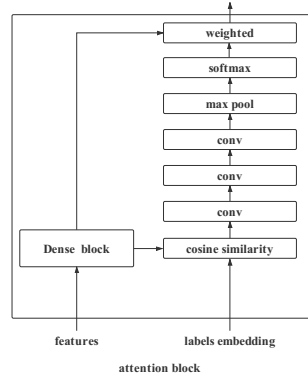 weighted
softmax
max pool
conv
conv
conv
Dense block
cosine similarity
features
labels embedding
attention block